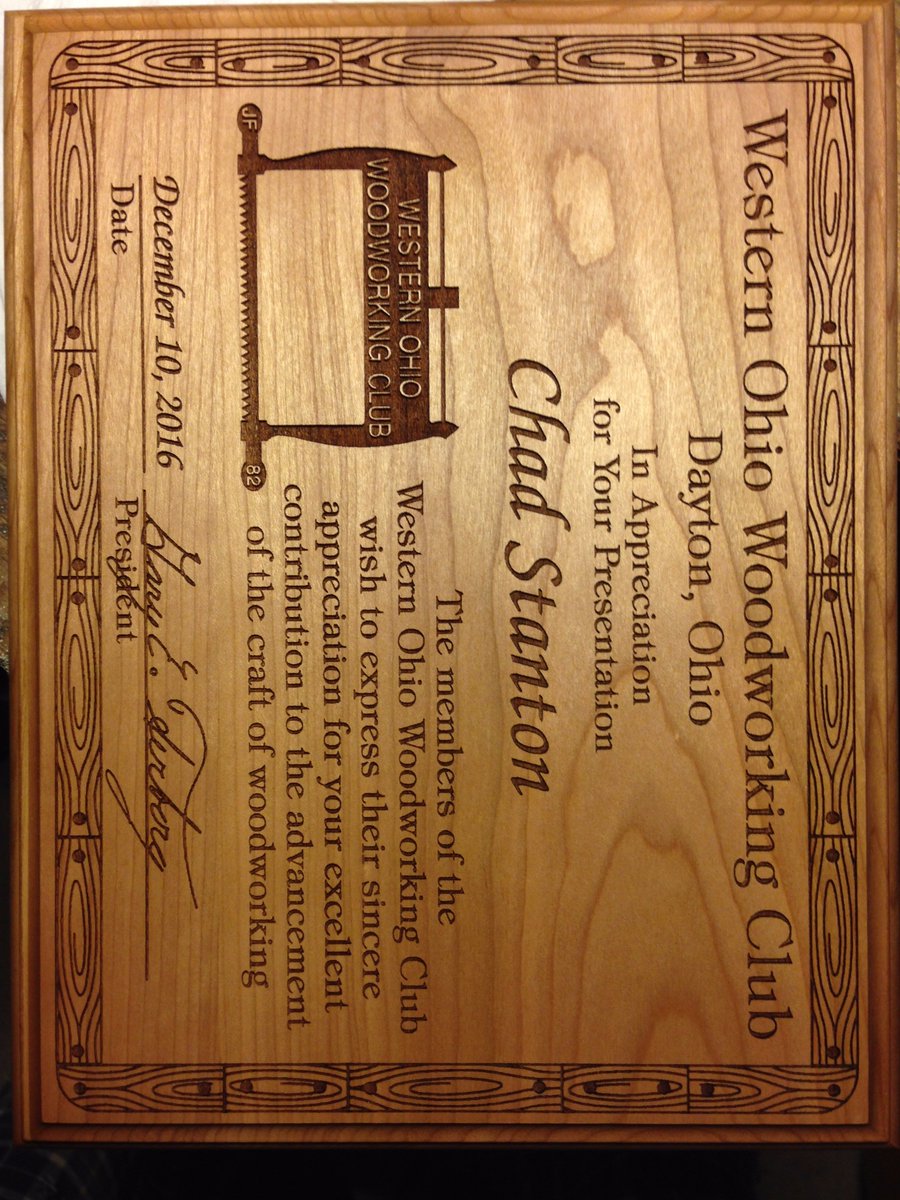 Western Ohio Woodworking Club
Dayton, Ohio
In Appreciation
for Your Presentation
Chad Stanton
WESTERN OHIO
WOODWORKING CLUB
JF
82
The members of the
Western Ohio Woodworking Club
wish to express their sincere
appreciation for your excellent
contribution to the advancement
of the craft of woodworking
December 10, 2016
Date
Gary E.
President